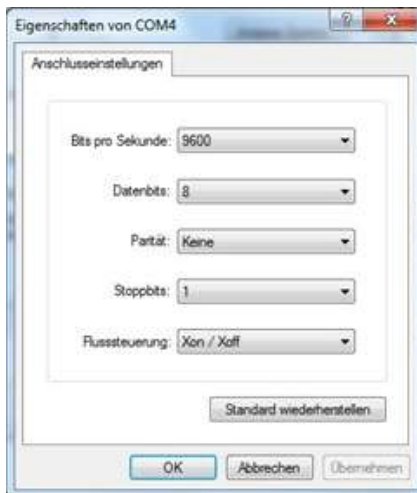 Eigenschaften von COM4
Anschlusseinstellungen
Bits pro Sekunde: 9600
Datenbits: 8
Parität: Keine
Stoppbits: 1
Flusssteuerung: Xon / Xoff
Standard wiederherstellen
OK Abbrechen Übernehmen